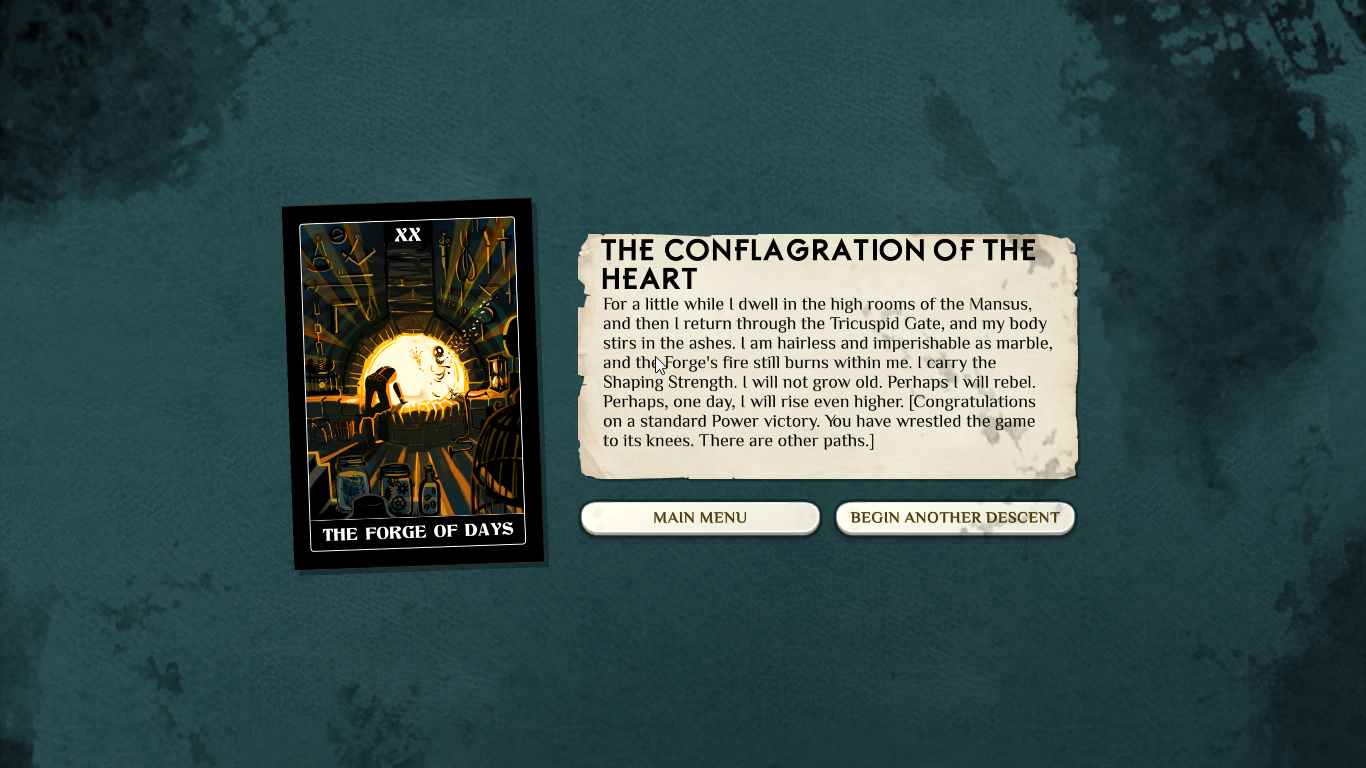 XX
THE FORGE OF DAYS
THE CONFLAGRATION OF THE
HEART
For a little while I dwell in the high rooms of the Mansus,
and then I return through the Tricuspid Gate, and my body
stirs in the ashes. I am hairless and imperishable as marble,
and the Forge's fire still burns within me. I carry the
Shaping Strength. I will not grow old. Perhaps I will rebel.
Perhaps, one day, I will rise even higher. [Congratulations
on a standard Power victory. You have wrestled the game
to its knees. There are other paths.]
MAIN MENU
BEGIN ANOTHER DESCENT